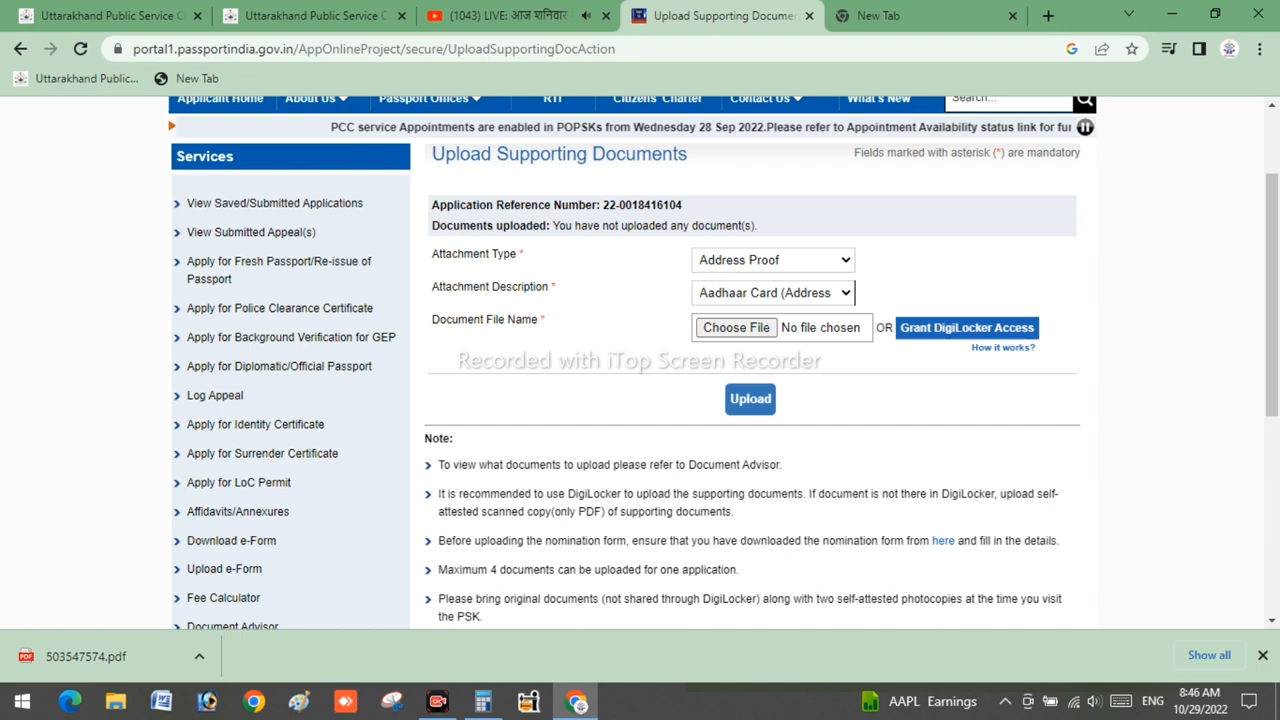 Uttarakhand Public Service C
Uttarakhand Public Service C
(1043) LIVE: आज शनिवार
Upload Supporting Documen
New Tab
portal1.passportindia.gov.in/AppOnlineProject/secure/UploadSupportingDocAction
Uttarakhand Public...
New Tab
Applicant Home
About Us
Passport Offices
RTI
Citizens' Charter
Contact Us
What's New
Search...
PCC service Appointments are enabled in POPSKs from Wednesday 28 Sep 2022.Please refer to Appointment Availability status link for fur
Services
View Saved/Submitted Applications
View Submitted Appeal(s)
Apply for Fresh Passport/Re-issue of
Passport
Apply for Police Clearance Certificate
Apply for Background Verification for GEP
Apply for Diplomatic/Official Passport
Log Appeal
Apply for Identity Certificate
Apply for Surrender Certificate
Apply for LoC Permit
Affidavits/Annexures
Download e-Form
Upload e-Form
Fee Calculator
Document Advisor
Upload Supporting Documents
Fields marked with asterisk (*) are mandatory
Application Reference Number: 22-0018416104
Documents uploaded: You have not uploaded any document(s).
Attachment Type *
Address Proof
Attachment Description *
Aadhaar Card (Address
Document File Name *
Choose File No file chosen OR Grant DigiLocker Access
How it works?
Recorded with iTop Screen Recorder
Upload
Note:
To view what documents to upload please refer to Document Advisor.
It is recommended to use DigiLocker to upload the supporting documents. If document is not there in DigiLocker, upload self-
attested scanned copy(only PDF) of supporting documents.
Before uploading the nomination form, ensure that you have downloaded the nomination form from here and fill in the details.
Maximum 4 documents can be uploaded for one application.
Please bring original documents (not shared through DigiLocker) along with two self-attested photocopies at the time you visit
the PSK.
503547574.pdf
Show all
AAPL Earnings
ENG
8:46 AM
10/29/2022